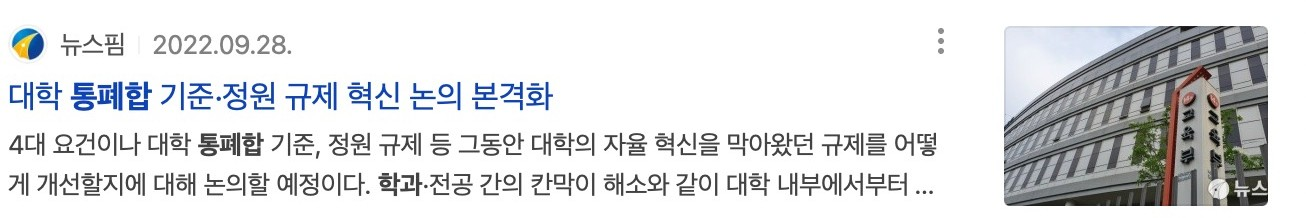 뉴스핌 2022.09.28.
대학 통폐합 기준·정원 규제 혁신 논의 본격화
4대 요건이나 대학 통폐합 기준, 정원 규제 등 그동안 대학의 자율 혁신을 막아왔던 규제를 어떻
게 개선할지에 대해 논의할 예정이다. 학과·전공 간의 칸막이 해소와 같이 대학 내부에서부터 ...
교육부
뉴스